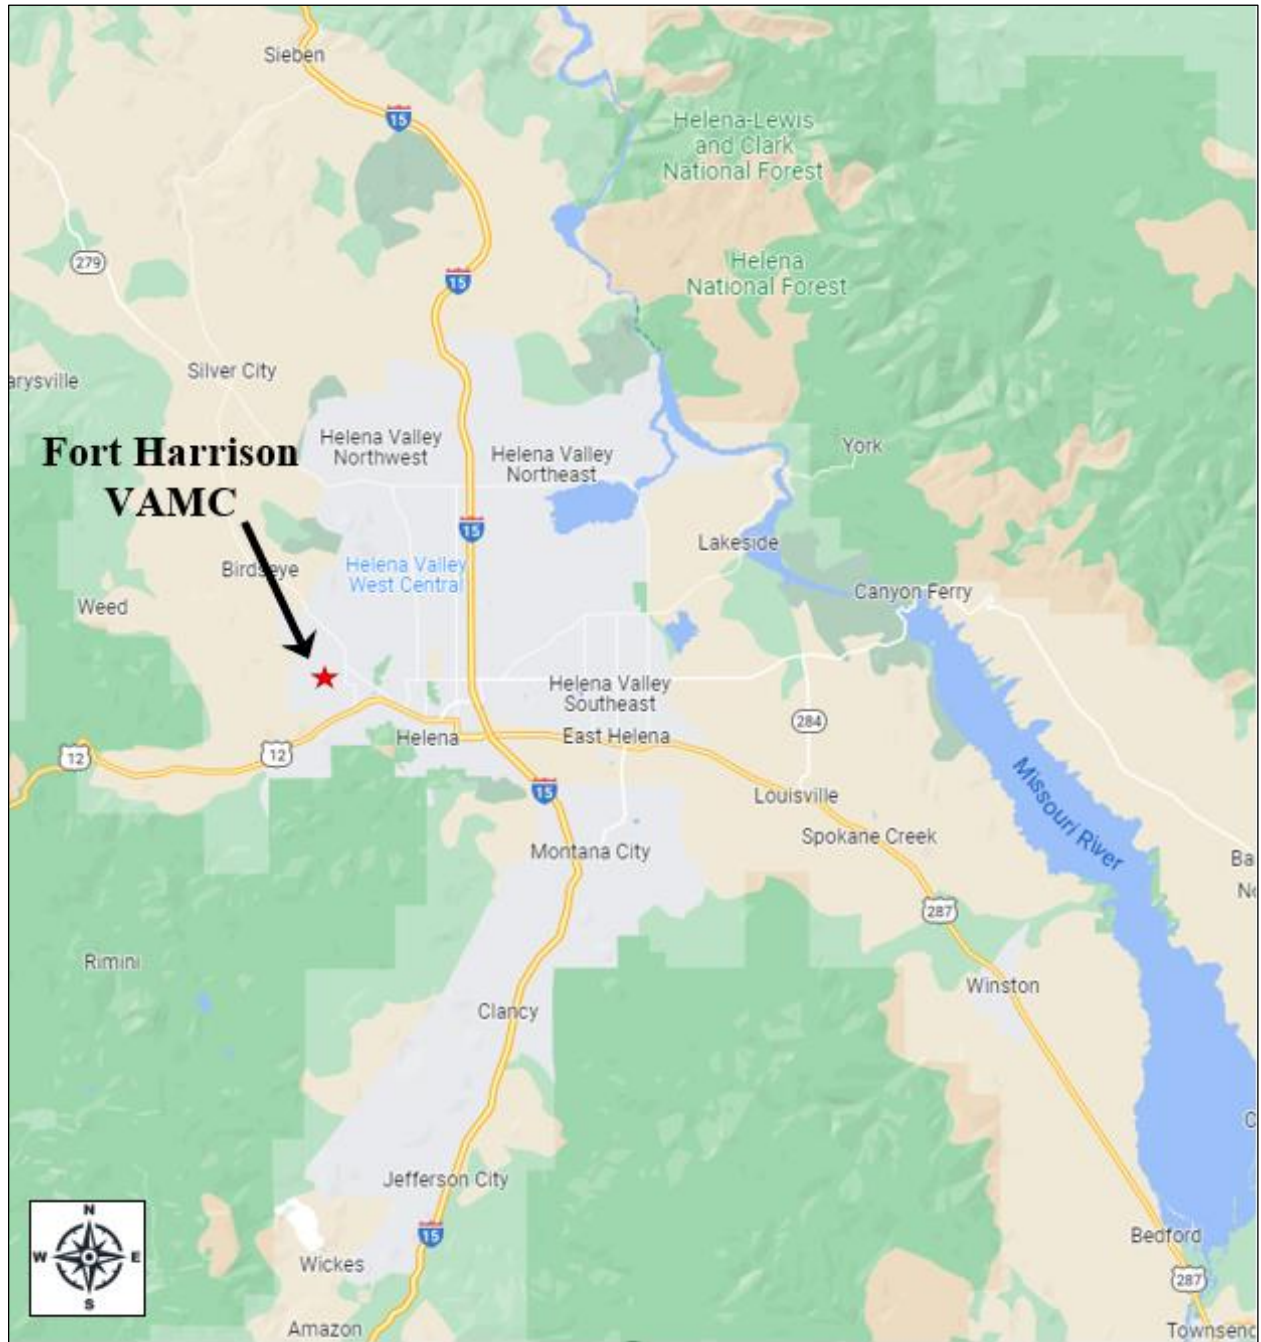 Sieben
15
Helena-Lewis
and Clark
National Forest
279
Helena
National Forest
15
arysville
Silver City
Fort Harrison
VAMC
Helena Valley
Northwest
Helena Valley
Northeast
York
15
Lakeside
Birdseye
Helena Valley
West Central
Canyon Ferry
Weed
Helena Valley
Southeast
284
12
12
Helena
East Helena
15
Louisville
Missouri River
Spokane Creek
Montana City
Ba
No
287
Rimini
Winston
Clancy
C
Jefferson City
N
W
E
S
15
Bedford
Wickes
287
Amazon
Townsenc